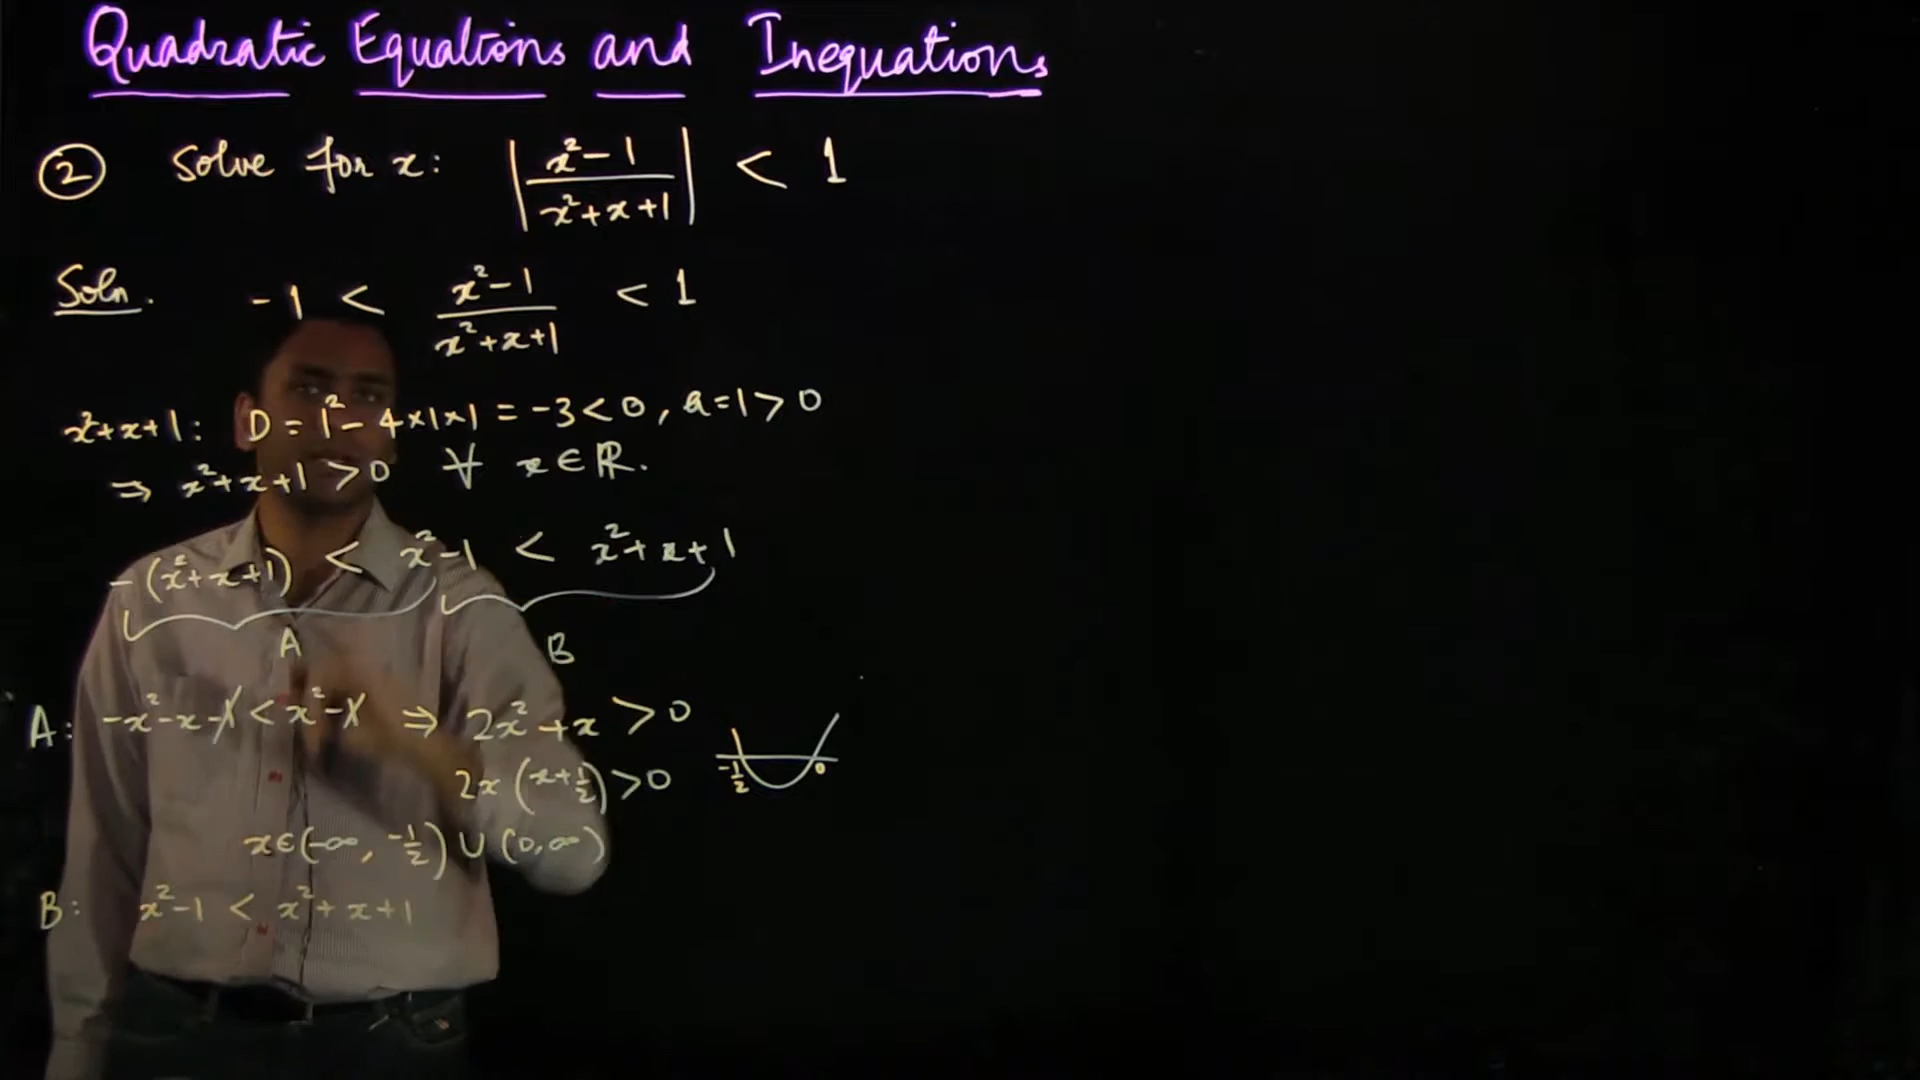 Quadratic Equations and Inequations
② Solve for x: |x²-1 / x²+x+1| < 1
Soln. -1 < x²-1 / x²+x+1 < 1
x²+x+1: D = 1² - 4×1×1 = -3 < 0, a=1 > 0
⇒ x²+x+1 > 0 ∀ x ∈ ℝ.
-(x²+x+1) < x²-1 < x²+x+1
A B
A: -x²-x-1 < x²-1 ⇒ 2x²+x > 0
2x(x+1/2) > 0
-1/2 0
x∈(-∞, -1/2) ∪ (0,∞)
B: x²-1 < x²+x+1